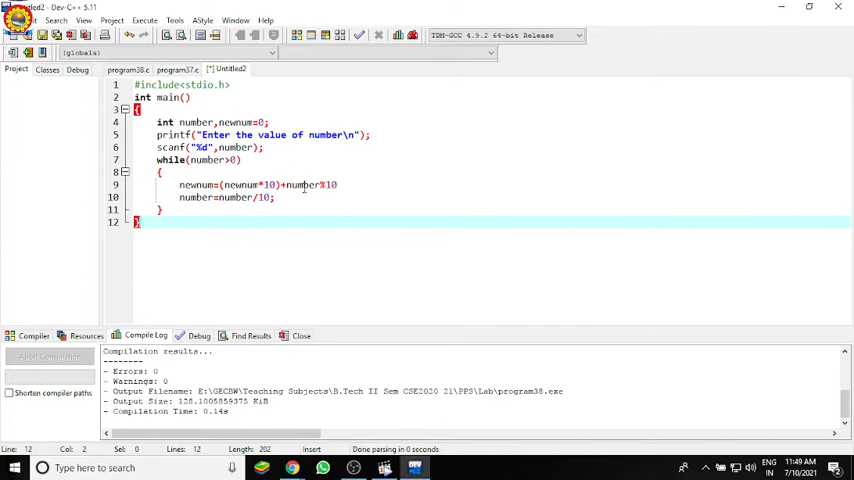 Untitled2 - Dev-C++ 5.11
Edit Search View Project Execute Tools AStyle Window Help
TDM-GCC 4.9.2 64-bit Release
(globals)
Project Classes Debug program38.c program37.c [*] Untitled2
1 #include<stdio.h>
2 int main()
3 {
4 int number,newnum=0;
5 printf("Enter the value of number\n");
6 scanf("%d",number);
7 while(number>0)
8 {
9 newnum=(newnum*10)+number%10
10 number=number/10;
11 }
12 }
Compiler Resources Compile Log Debug Find Results Close
Abort Compilation
Shorten compiler paths
Compilation results...
--------
- Errors: 0
- Warnings: 0
- Output Filename: E:\GECBW\Teaching Subjects\B.Tech II Sem CSE2020 21\PPS\Lab\program38.exe
- Output Size: 128.1005859375 KiB
- Compilation Time: 0.14s
Line: 12 Col: 2 Sel: 0 Lines: 12 Length: Insert Done parsing in 0 seconds
Type here to search
DEV
ENG
IN
11:49 AM
7/10/2021
2